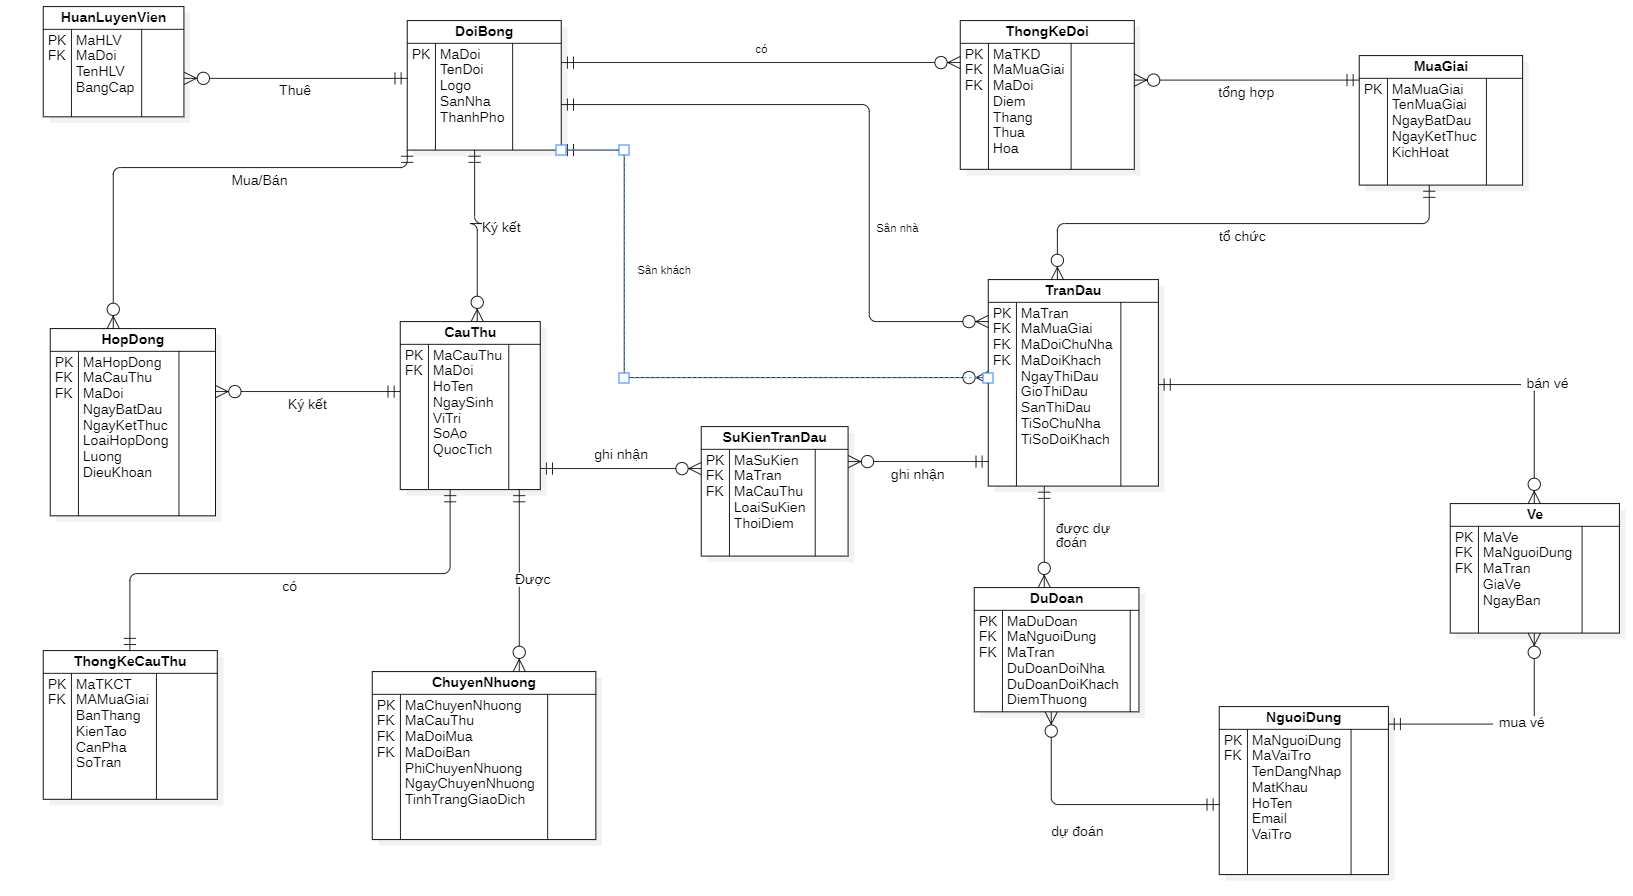 HuanLuyenVien
PK MaHLV
FK MaDoi
TenHLV
BangCap
Thuê
DoiBong
PK MaDoi
TenDoi
Logo
SanNha
ThanhPho
có
ThongKeDoi
PK MaTKD
FK MaMuaGiai
FK MaDoi
Diem
Thang
Thua
Hoa
tổng hợp
MuaGiai
PK MaMuaGiai
TenMuaGiai
NgayBatDau
NgayKetThuc
KichHoat
Mua/Bán
Ký kết
Sân khách
Sân nhà
tổ chức
HopDong
PK MaHopDong
FK MaCauThu
FK MaDoi
NgayBatDau
NgayKetThuc
LoaiHopDong
Luong
DieuKhoan
Ký kết
CauThu
PK MaCauThu
FK MaDoi
HoTen
NgaySinh
ViTri
SoAo
QuocTich
ghi nhận
SuKienTranDau
PK MaSuKien
FK MaTran
FK MaCauThu
LoaiSuKien
ThoiDiem
ghi nhận
TranDau
PK MaTran
FK MaMuaGiai
FK MaDoiChuNha
FK MaDoiKhach
NgayThiDau
GioThiDau
SanThiDau
TiSoChuNha
TiSoDoiKhach
bán vé
Ve
PK MaVe
FK MaNguoiDung
FK MaTran
GiaVe
NgayBan
được dự
đoán
có
Được
ThongKeCauThu
PK MaTKCT
FK MAMuaGiai
BanThang
KienTao
CanPha
SoTran
ChuyenNhuong
PK MaChuyenNhuong
FK MaCauThu
FK MaDoiMua
FK MaDoiBan
PhiChuyenNhuong
NgayChuyenNhuong
TinhTrangGiaoDich
DuDoan
PK MaDuDoan
FK MaNguoiDung
FK MaTran
DuDoanDoiNha
DuDoanDoiKhach
DiemThuong
dự đoán
NguoiDung
PK MaNguoiDung
FK MaVaiTro
TenDangNhap
MatKhau
HoTen
Email
VaiTro
mua vé